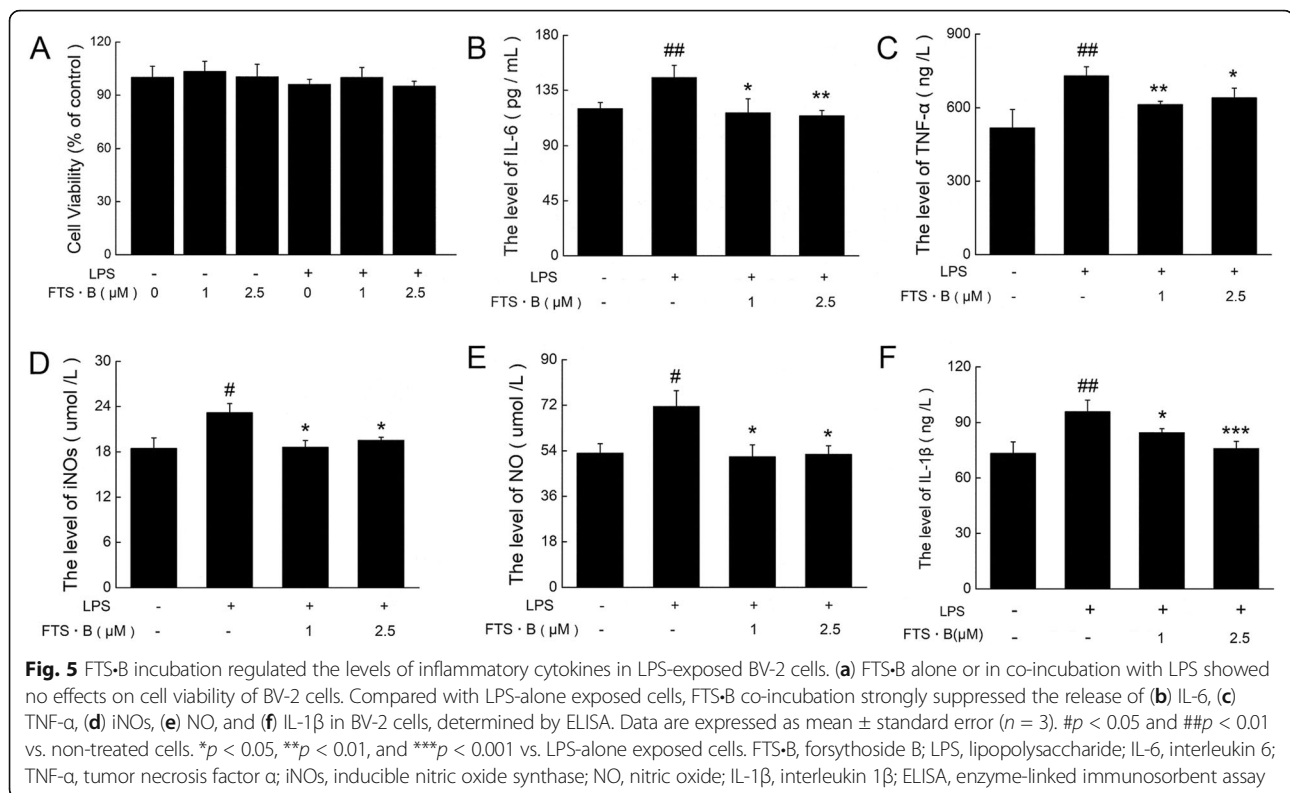 A
Cell Viability (% of control)
120
90
60
30
0
LPS - - - + + +
FTS · B ( μM ) 0 1 2.5 0 1 2.5
B
The level of IL-6 ( pg / mL )
180
135
90
45
0
##
*
**
LPS - + + +
FTS · B ( μM ) - - 1 2.5
C
The level of TNF-α ( ng /L )
900
600
300
0
##
**
*
LPS - + + +
FTS · B ( μM ) - - 1 2.5
D
The level of iNOs ( umol /L )
30
24
18
12
6
0
#
*
*
LPS - + + +
FTS · B ( μM ) - - 1 2.5
E
The level of NO ( umol /L )
90
72
54
36
18
0
#
*
*
LPS - + + +
FTS · B ( μM ) - - 1 2.5
F
The level of IL-1β ( ng /L )
120
90
60
30
0
##
*
***
LPS - + + +
FTS · B(μM) - - 1 2.5
Fig. 5 FTS•B incubation regulated the levels of inflammatory cytokines in LPS-exposed BV-2 cells. (a) FTS•B alone or in co-incubation with LPS showed
no effects on cell viability of BV-2 cells. Compared with LPS-alone exposed cells, FTS•B co-incubation strongly suppressed the release of (b) IL-6, (c)
TNF-α, (d) iNOs, (e) NO, and (f) IL-1β in BV-2 cells, determined by ELISA. Data are expressed as mean ± standard error (n = 3). #p < 0.05 and ##p < 0.01
vs. non-treated cells. *p < 0.05, **p < 0.01, and ***p < 0.001 vs. LPS-alone exposed cells. FTS•B, forsythoside B; LPS, lipopolysaccharide; IL-6, interleukin 6;
TNF-α, tumor necrosis factor α; iNOs, inducible nitric oxide synthase; NO, nitric oxide; IL-1β, interleukin 1β; ELISA, enzyme-linked immunosorbent assay